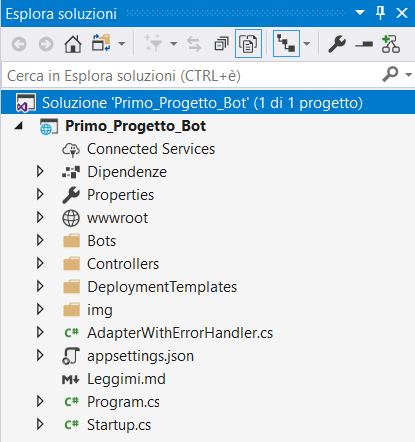 Esplora soluzioni
Cerca in Esplora soluzioni (CTRL+è)
Soluzione 'Primo_Progetto_Bot' (1 di 1 progetto)
Primo_Progetto_Bot
Connected Services
Dipendenze
Properties
wwwroot
Bots
Controllers
DeploymentTemplates
img
C# AdapterWithErrorHandler.cs
appsettings.json
M↓ Leggimi.md
C# Program.cs
C# Startup.cs